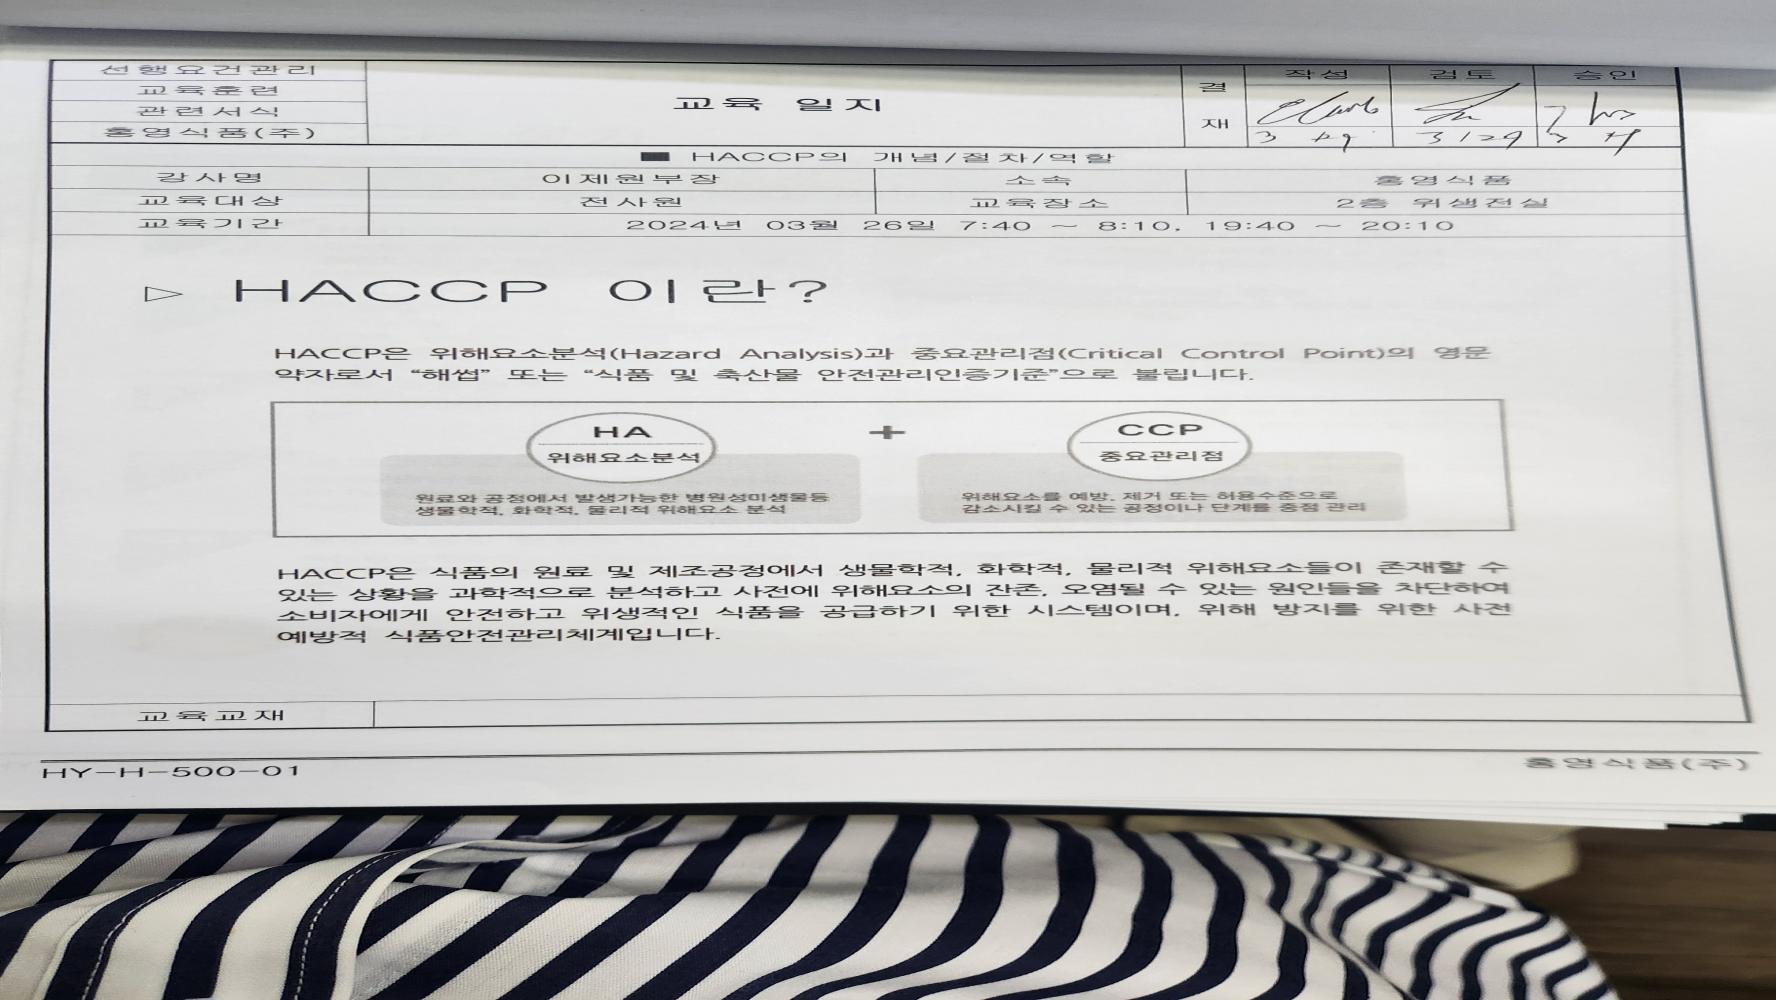 선행요건관리
교육훈련
관련서식
홍영식품(주)
교육 일지
결재
작성 검토 승인
3 29 3/29 3
■ HACCP의 개념/절차/역할
강사명 이제원부장 소속 홍영식품
교육대상 전사원 교육장소 2층 위생전실
교육기간 2024년 03월 26일 7:40 ~ 8:10, 19:40 ~ 20:10
▷ HACCP 이란?
HACCP은 위해요소분석(Hazard Analysis)과 중요관리점(Critical Control Point)의 영문
약자로서 “해썹” 또는 “식품 및 축산물 안전관리인증기준”으로 불립니다.
HA
위해요소분석
원료와 공정에서 발생가능한 병원성미생물등
생물학적, 화학적, 물리적 위해요소 분석
+
CCP
중요관리점
위해요소를 예방, 제거 또는 허용수준으로
감소시킬 수 있는 공정이나 단계를 중점 관리
HACCP은 식품의 원료 및 제조공정에서 생물학적, 화학적, 물리적 위해요소들이 존재할 수
있는 상황을 과학적으로 분석하고 사전에 위해요소의 잔존, 오염될 수 있는 원인들을 차단하여
소비자에게 안전하고 위생적인 식품을 공급하기 위한 시스템이며, 위해 방지를 위한 사전
예방적 식품안전관리체계입니다.
교육교재
HY-H-500-01
홍영식품(주)